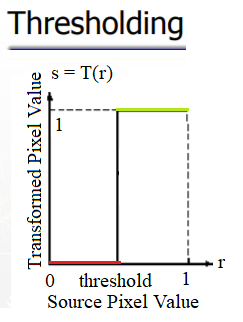 Thresholding
s = T(r)
Transformed Pixel Value
1
r
0 threshold 1
Source Pixel Value